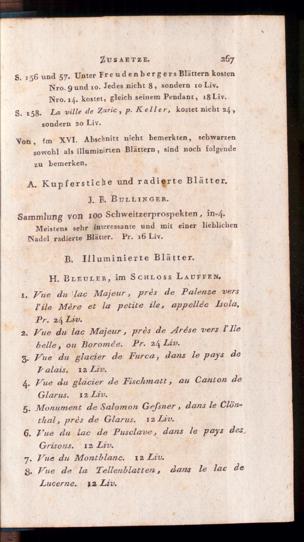 ZUSAETZE. 267
S. 156 und 57. Unter Freudenbergers Blättern kosten
Nro. 9 und 10. Jedes nicht 8, sondern 10 Liv.
Nro. 14. kostet, gleich seinem Pendant, 18 Liv.
S. 158. La ville de Zuric, p. Keller, kostet nicht 24,
sondern 20 Liv.
Von, im XVI. Abschnitt nicht bemerkten, schwarzen
sowohl als illuminirten Blättern, sind noch folgende
zu bemerken.
A. Kupferstiche und radierte Blätter.
J. B. BULLINGER.
Sammlung von 100 Schweitzerprospekten, in-4.
Meistens sehr intressante und mit einer lieblichen
Nadel radierte Blätter. Pr. 16 Liv.
B. Illuminierte Blätter.
H. BLEULER, im SCHLOSS LAUFFEN.
1. Vue du lac Majeur, près de Palenze vers
l'ile Mère et la petite ile, appellée Isola,
Pr. 24 Liv.
2. Vue du lac Majeur, près de Arése vers l'Ile
belle, ou Boromée. Pr. 24 Liv.
3. Vue du glacier de Furca, dans le pays de
Valais. 12 Liv.
4. Vue du glacier de Fischmatt, au Canton de
Glarus. 12 Liv.
5. Monument de Salomon Gefsner, dans le Clön-
thal, près de Glarus. 12 Liv.
6. Vue du lac de Pusclave, dans le pays des
Grisons. 12 Liv.
7. Vue du Montblanc. 12 Liv.
8. Vue de la Tellenblatten, dans le lac de
Lucerne. 12 Liv.